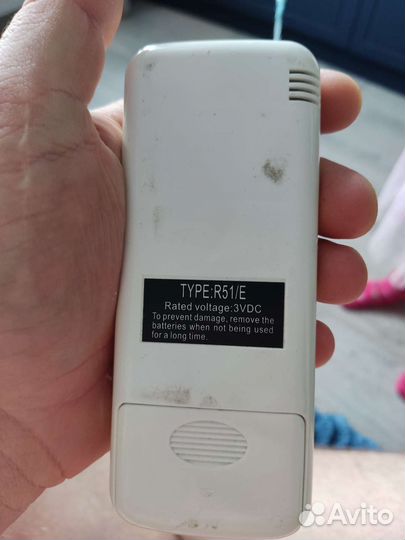 TYPE:R51/E
Rated voltage:3VDC
To prevent damage, remove the
batteries when not being used
for a long time.
Avito